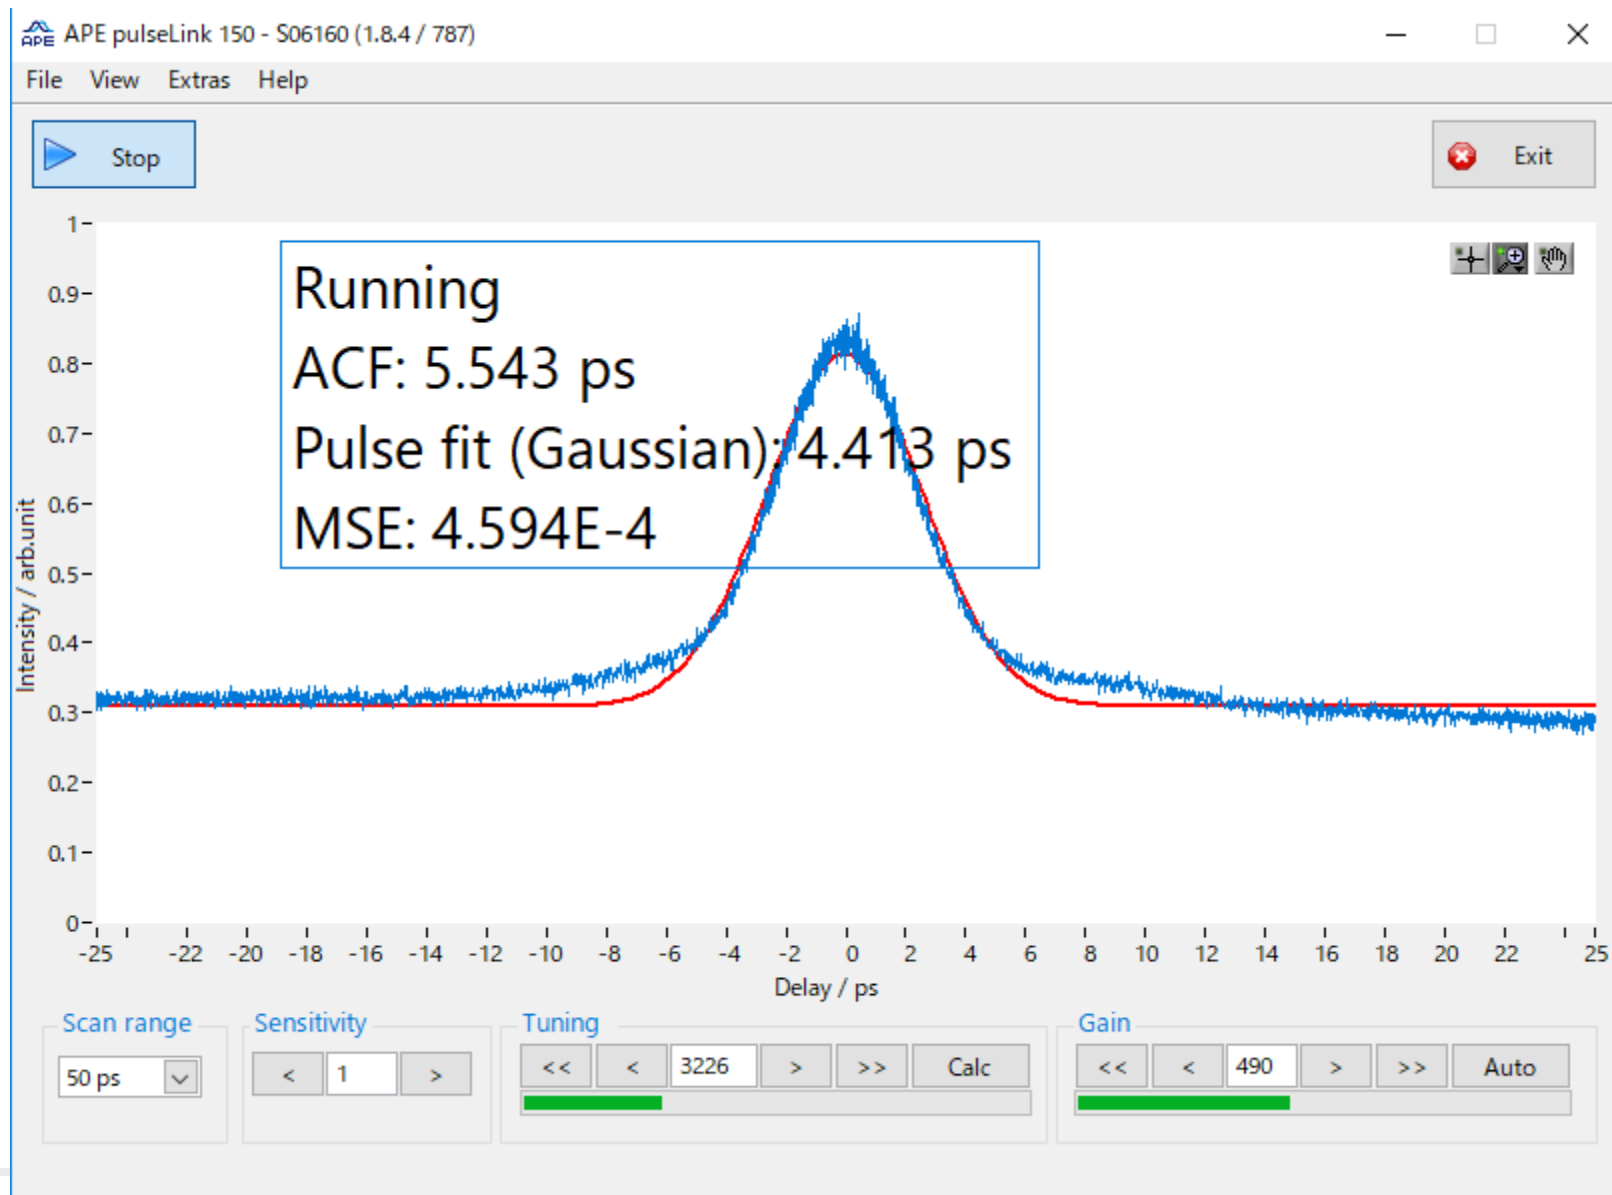 APE APE pulseLink 150 - S06160 (1.8.4 / 787)
File View Extras Help
Stop
Exit
Running
ACF: 5.543 ps
Pulse fit (Gaussian): 4.413 ps
MSE: 4.594E-4
Intensity / arb.unit
1
0.9
0.8
0.7
0.6
0.5
0.4
0.3
0.2
0.1
0
-25 -22 -20 -18 -16 -14 -12 -10 -8 -6 -4 -2 0 2 4 6 8 10 12 14 16 18 20 22 25
Delay / ps
Scan range
50 ps
Sensitivity
< 1 >
Tuning
<< < 3226 > >> Calc
Gain
<< < 490 > >> Auto